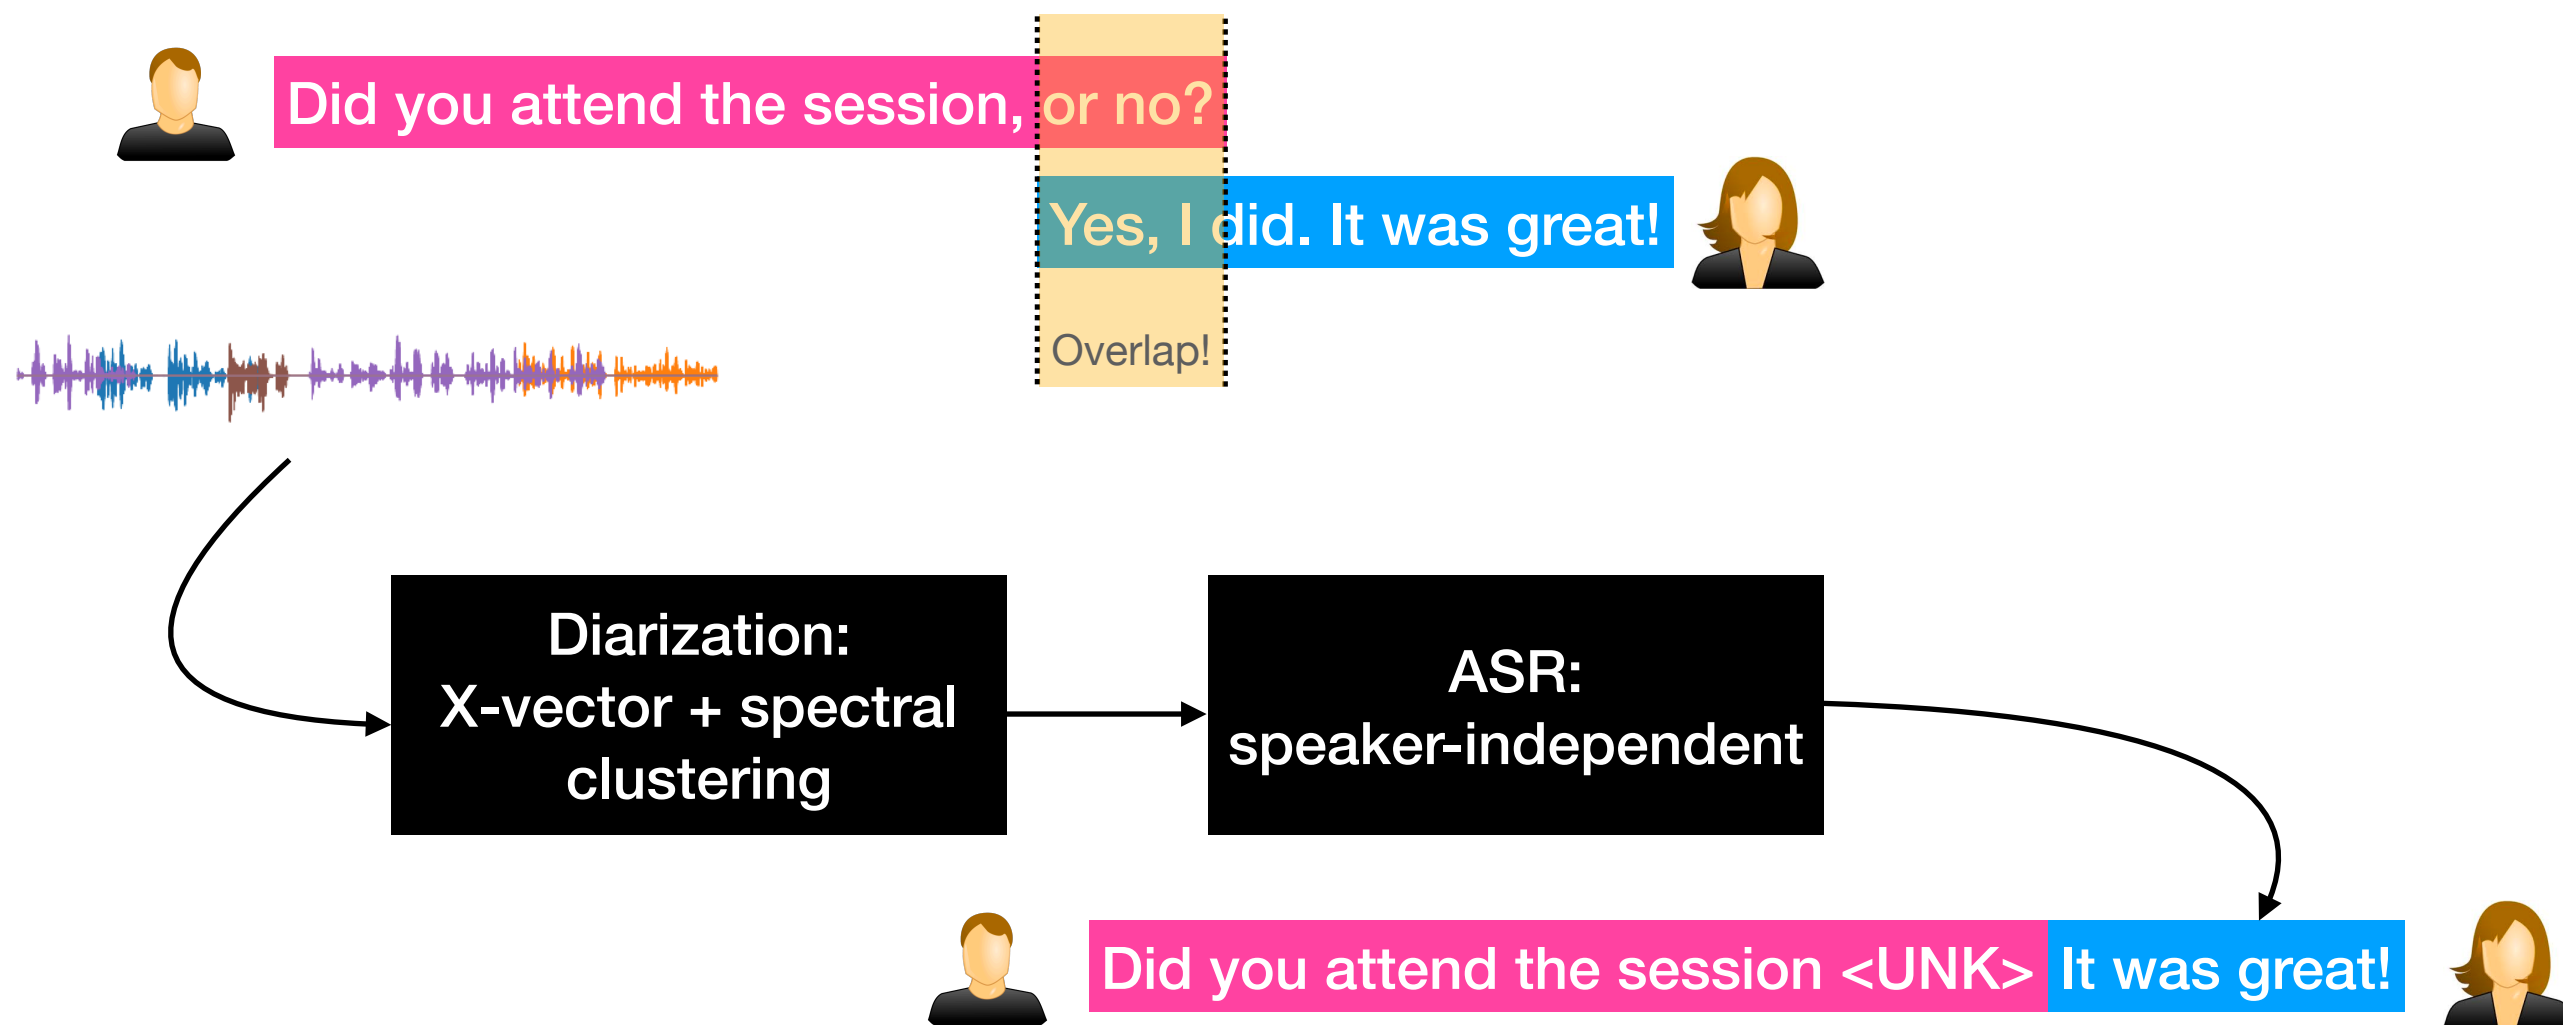 Did you attend the session, or no?
Yes, I did. It was great!
Overlap!
Diarization:
X-vector + spectral
clustering
ASR:
speaker-independent
Did you attend the session <UNK> It was great!